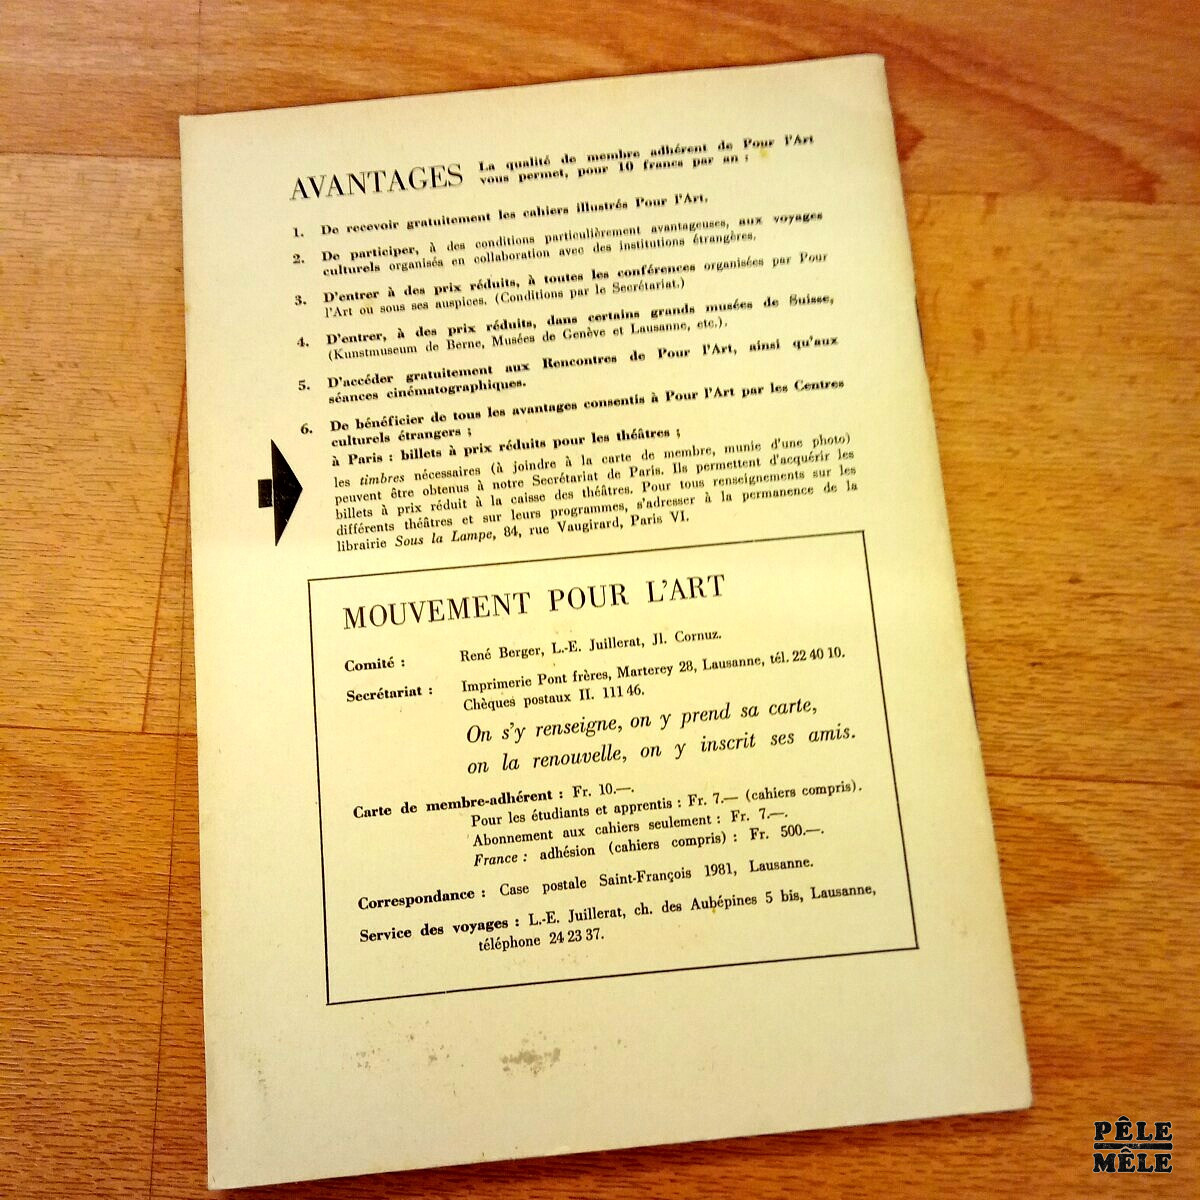 AVANTAGES La qualité de membre adhérent de Pour l'Art
vous permet, pour 10 francs par an :
1. De recevoir gratuitement les cahiers illustrés Pour l'Art.
2. De participer, à des conditions particulièrement avantageuses, aux voyages
culturels organisés en collaboration avec des institutions étrangères.
3. D'entrer à des prix réduits, à toutes les conférences organisées par Pour
l'Art ou sous ses auspices. (Conditions par le Secrétariat.)
4. D'entrer, à des prix réduits, dans certains grands musées de Suisse,
(Kunstmuseum de Berne, Musées de Genève et Lausanne, etc.).
5. D'accéder gratuitement aux Rencontres de Pour l'Art, ainsi qu'aux
séances cinématographiques.
6. De bénéficier de tous les avantages consentis à Pour l'Art par les Centres
culturels étrangers ;
à Paris : billets à prix réduits pour les théâtres ;
les timbres nécessaires (à joindre à la carte de membre, munie d'une photo)
peuvent être obtenus à notre Secrétariat de Paris. Ils permettent d'acquérir les
billets à prix réduit à la caisse des théâtres. Pour tous renseignements sur les
différents théâtres et sur leurs programmes, s'adresser à la permanence de la
librairie Sous la Lampe, 84, rue Vaugirard, Paris VI.
MOUVEMENT POUR L'ART
Comité : René Berger, L.-E. Juillerat, Jl. Cornuz.
Secrétariat : Imprimerie Pont frères, Marterey 28, Lausanne, tél. 22 40 10.
Chèques postaux II. 111 46.
On s'y renseigne, on y prend sa carte,
on la renouvelle, on y inscrit ses amis.
Carte de membre-adhérent : Fr. 10.—.
Pour les étudiants et apprentis : Fr. 7.— (cahiers compris).
Abonnement aux cahiers seulement : Fr. 7.—.
France : adhésion (cahiers compris) : Fr. 500.—.
Correspondance : Case postale Saint-François 1981, Lausanne.
Service des voyages : L.-E. Juillerat, ch. des Aubépines 5 bis, Lausanne,
téléphone 24 23 37.
PÊLE
MÊLE